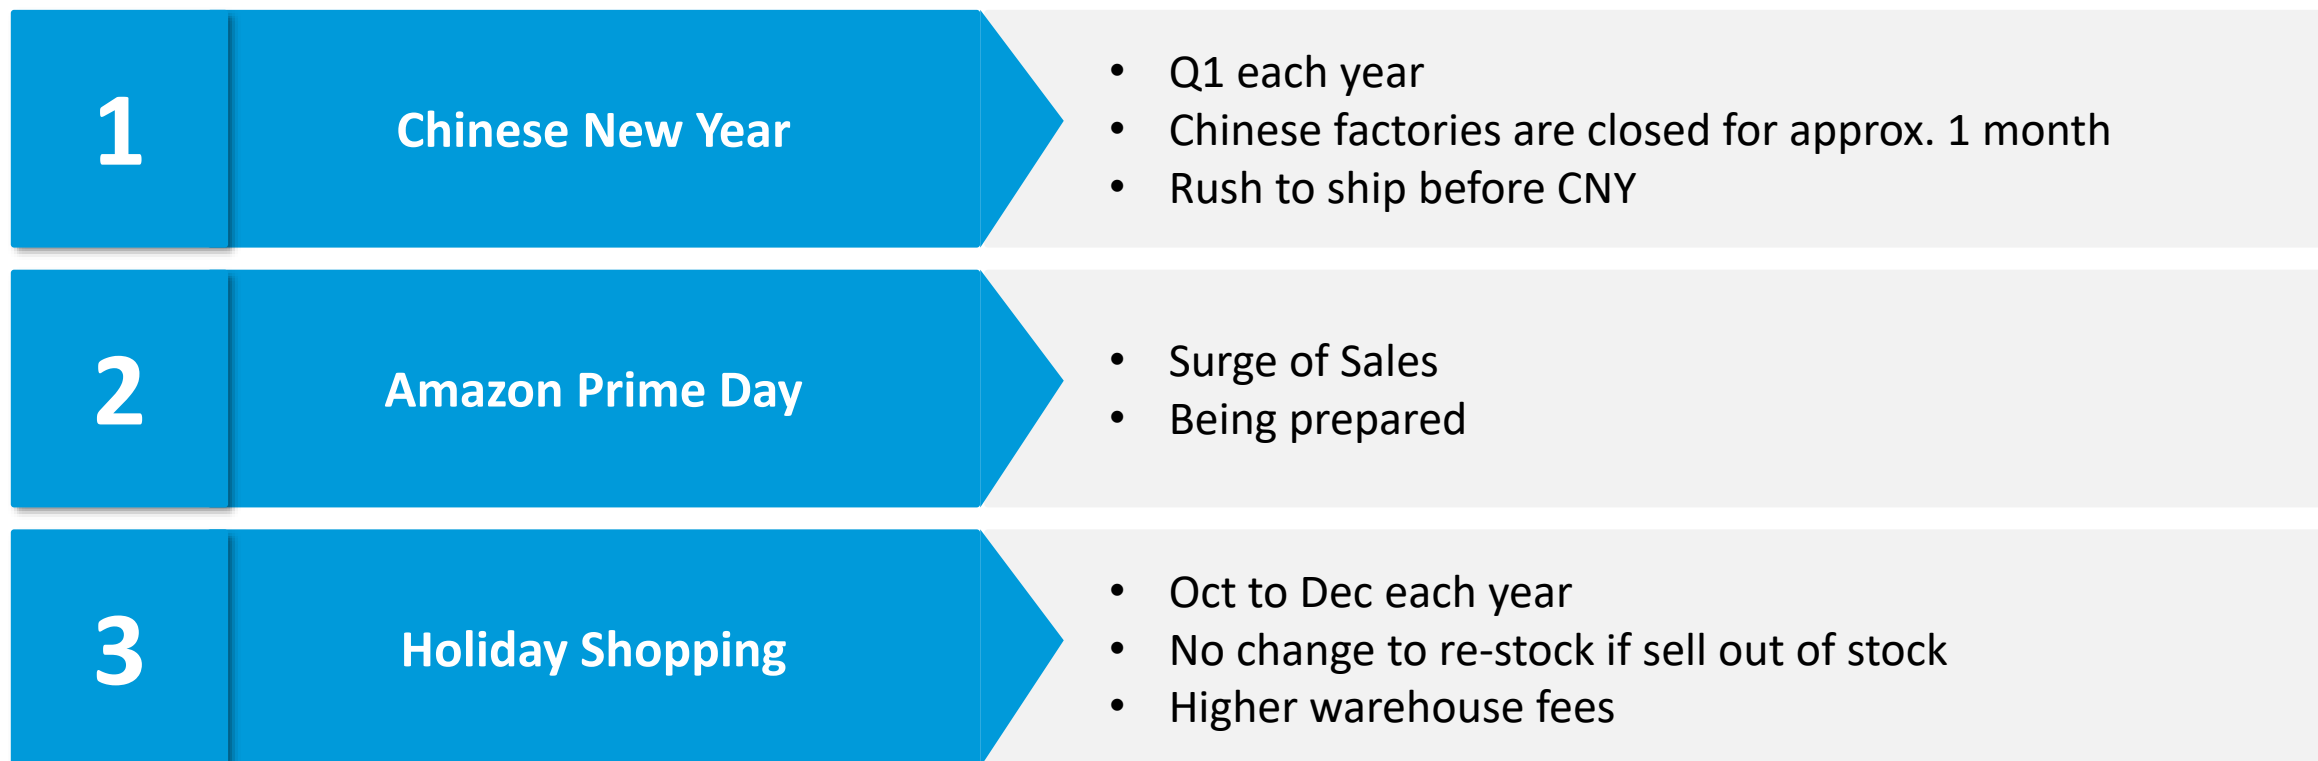 1
Chinese New Year
• Q1 each year
• Chinese factories are closed for approx. 1 month
• Rush to ship before CNY
2
Amazon Prime Day
• Surge of Sales
• Being prepared
3
Holiday Shopping
• Oct to Dec each year
• No change to re-stock if sell out of stock
• Higher warehouse fees